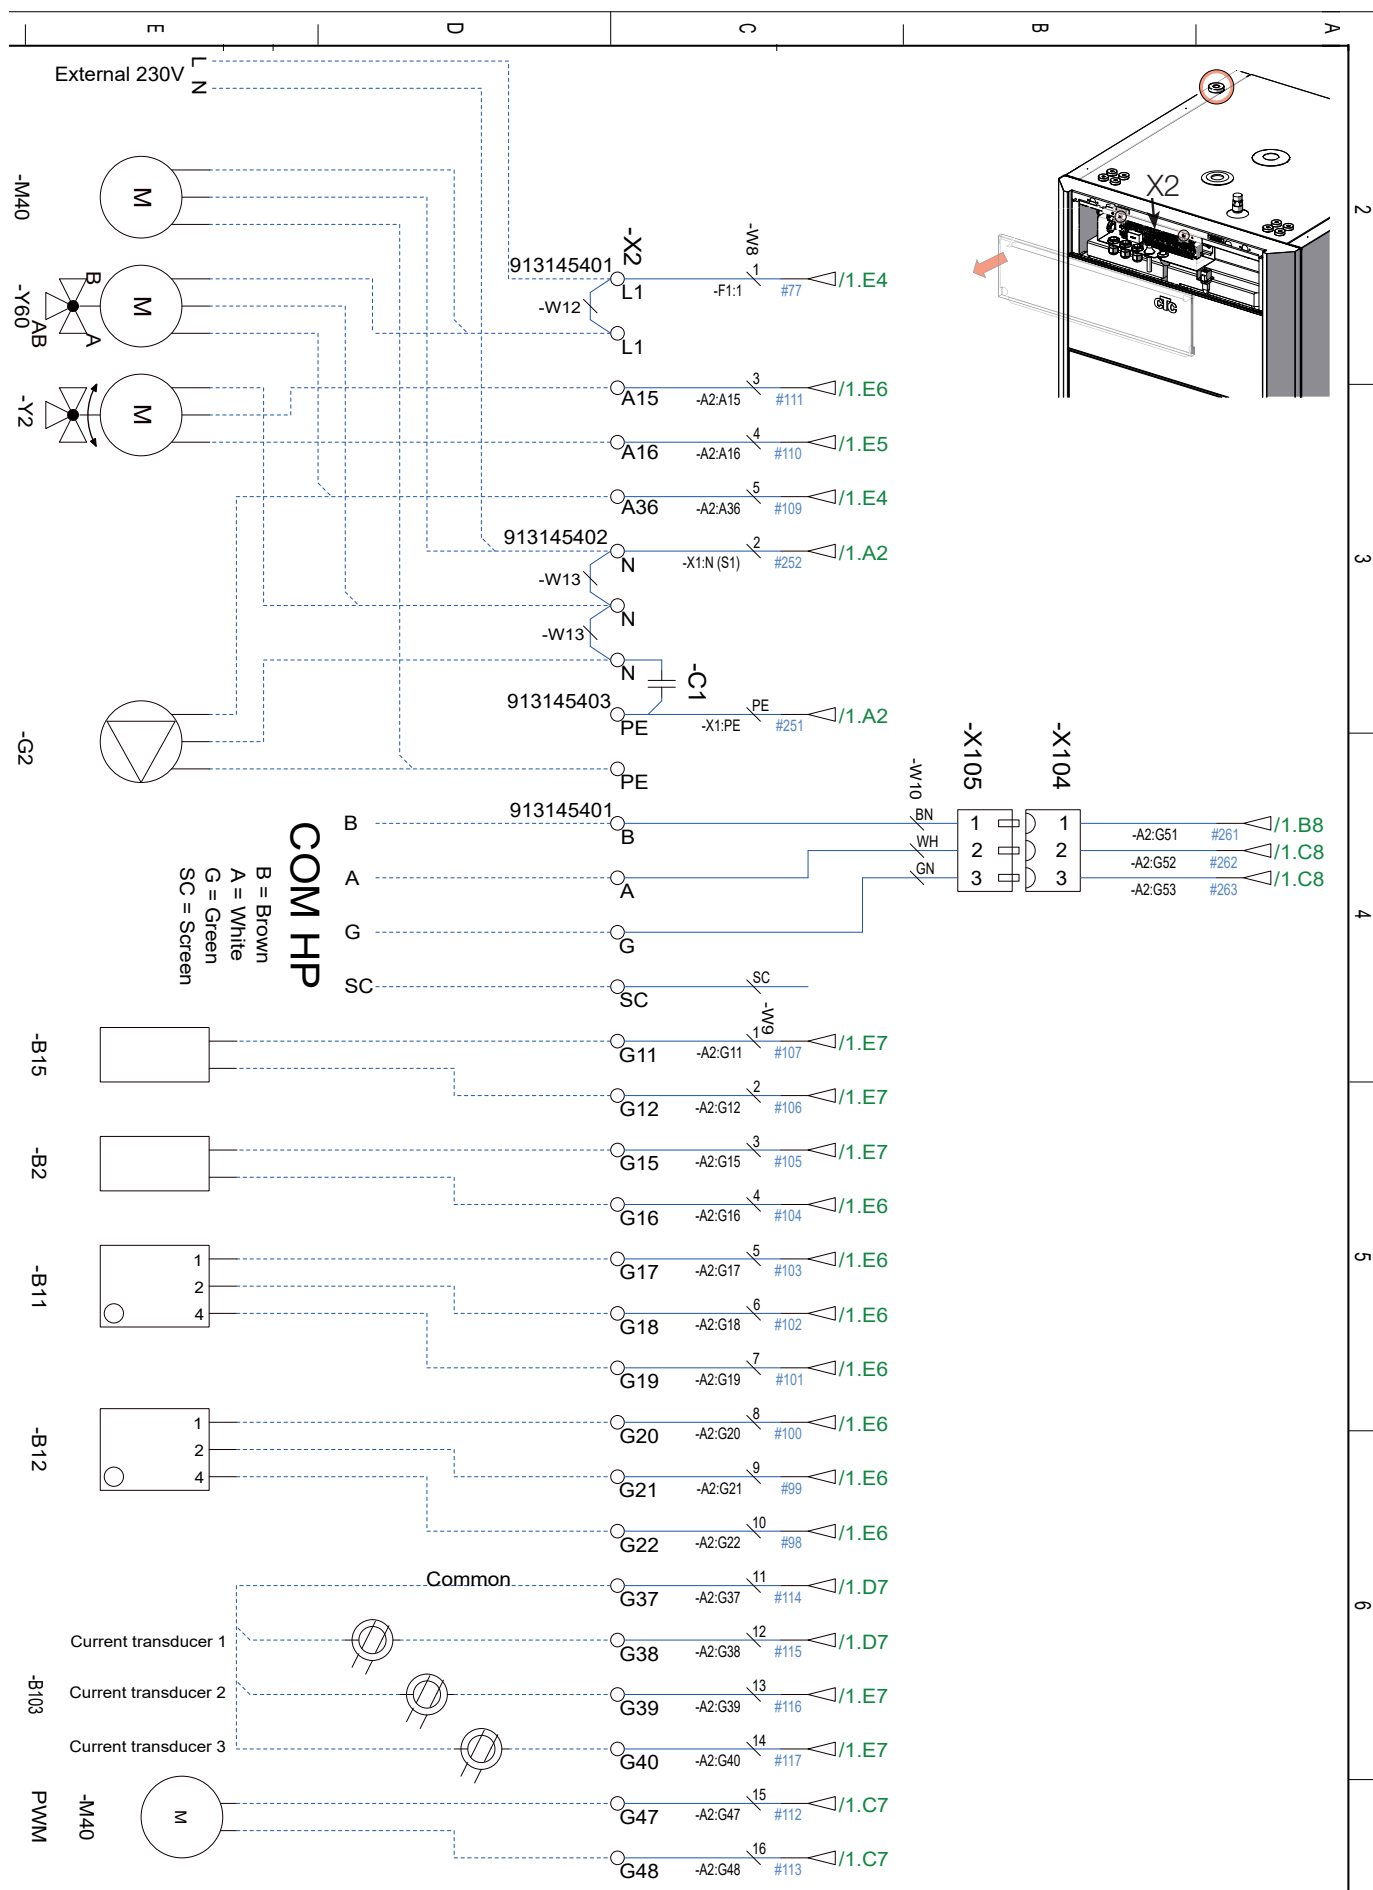 E D C B A
External 230V
L
N
2
3
4
5
6
X2
CTC
-M40
M
-Y60
B
A
AB
M
-Y2
M
-G2
-X2
-W8
913145401
L1
1
-F1:1
#77
/1.E4
-W12
L1
A15
3
-A2:A15
#111
/1.E6
A16
4
-A2:A16
#110
/1.E5
A36
5
-A2:A36
#109
/1.E4
913145402
N
2
-X1:N (S1)
#252
/1.A2
-W13
N
-W13
N
-C1
913145403
PE
PE
-X1:PE
#251
/1.A2
PE
-X105
-X104
-W10
B
913145401
B
BN
1
1
-A2:G51
#261
/1.B8
WH
2
2
-A2:G52
#262
/1.C8
A
A
GN
3
3
-A2:G53
#263
/1.C8
G
G
SC
SC
SC
COM HP
B = Brown
A = White
G = Green
SC = Screen
-W9
-B15
G11
1
-A2:G11
#107
/1.E7
G12
2
-A2:G12
#106
/1.E7
-B2
G15
3
-A2:G15
#105
/1.E7
G16
4
-A2:G16
#104
/1.E6
-B11
1
2
4
G17
5
-A2:G17
#103
/1.E6
G18
6
-A2:G18
#102
/1.E6
G19
7
-A2:G19
#101
/1.E6
-B12
1
2
4
G20
8
-A2:G20
#100
/1.E6
G21
9
-A2:G21
#99
/1.E6
G22
10
-A2:G22
#98
/1.E6
Common
G37
11
-A2:G37
#114
/1.D7
-B103
Current transducer 1
G38
12
-A2:G38
#115
/1.D7
Current transducer 2
G39
13
-A2:G39
#116
/1.E7
Current transducer 3
G40
14
-A2:G40
#117
/1.E7
PWM
-M40
M
G47
15
-A2:G47
#112
/1.C7
G48
16
-A2:G48
#113
/1.C7